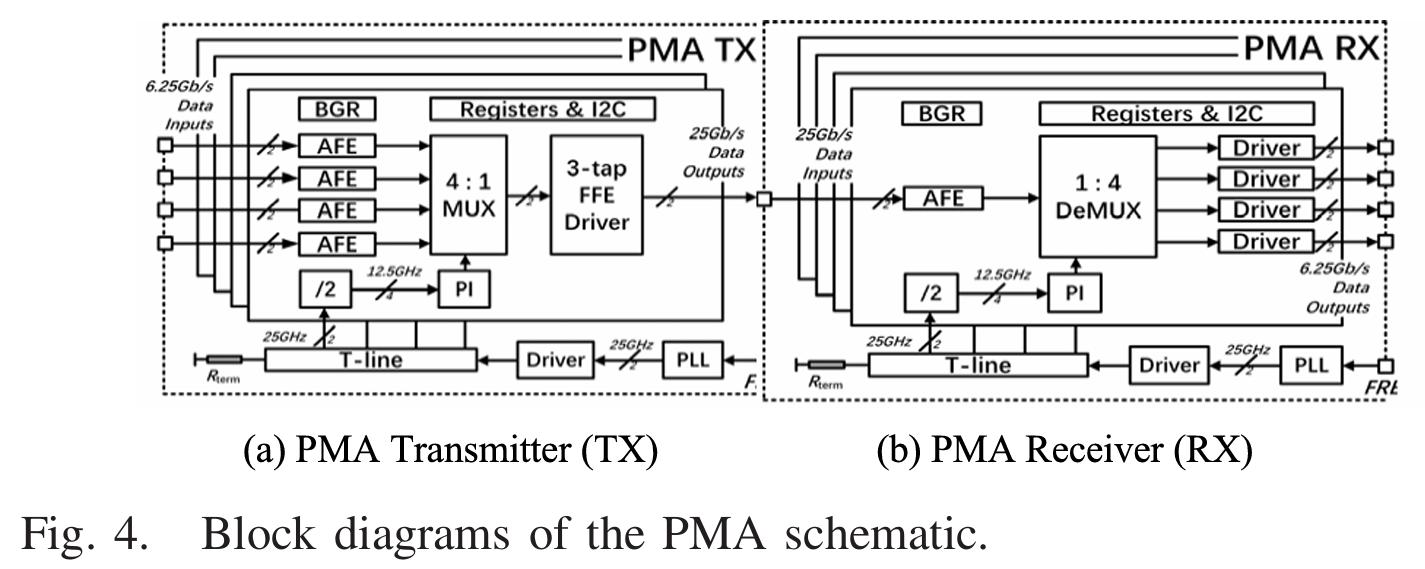 PMA TX
6.25Gb/s
Data
Inputs
BGR
Registers & I2C
AFE
AFE
AFE
AFE
2
2
2
2
4 : 1
MUX
2
3-tap
FFE
Driver
25Gb/s
Data
Outputs
2
/2
12.5GHz
4
PI
25GHz
2
T-line
Rterm
Driver
25GHz
2
PLL
F.
PMA RX
25Gb/s
Data
Inputs
BGR
Registers & I2C
2
AFE
1 : 4
DeMUX
Driver
Driver
Driver
Driver
2
2
2
2
6.25Gb/s
Data
Outputs
/2
12.5GHz
4
PI
25GHz
2
T-line
Rterm
Driver
25GHz
2
PLL
FRE
(a) PMA Transmitter (TX)
(b) PMA Receiver (RX)
Fig. 4. Block diagrams of the PMA schematic.